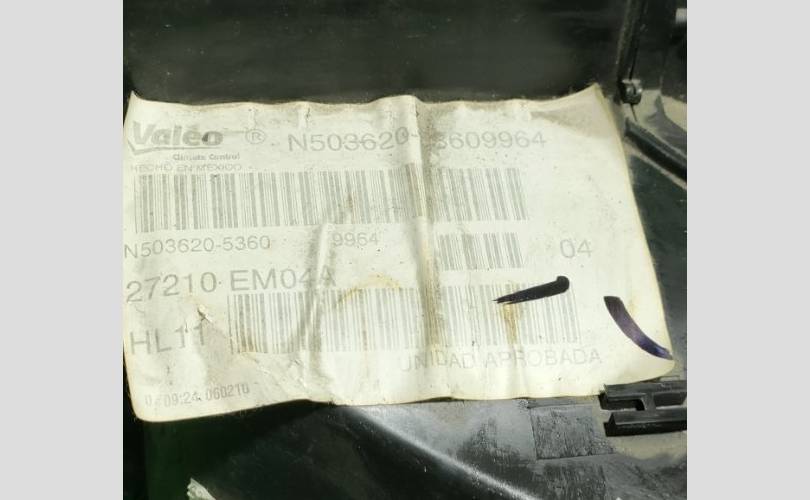 Valeo ® N503620-53609964
Climate Control
HECHO EN MEXICO
N503620-5360 9964 04
27210 EM04A
HL11
UNIDAD APROBADA
09:24 060210